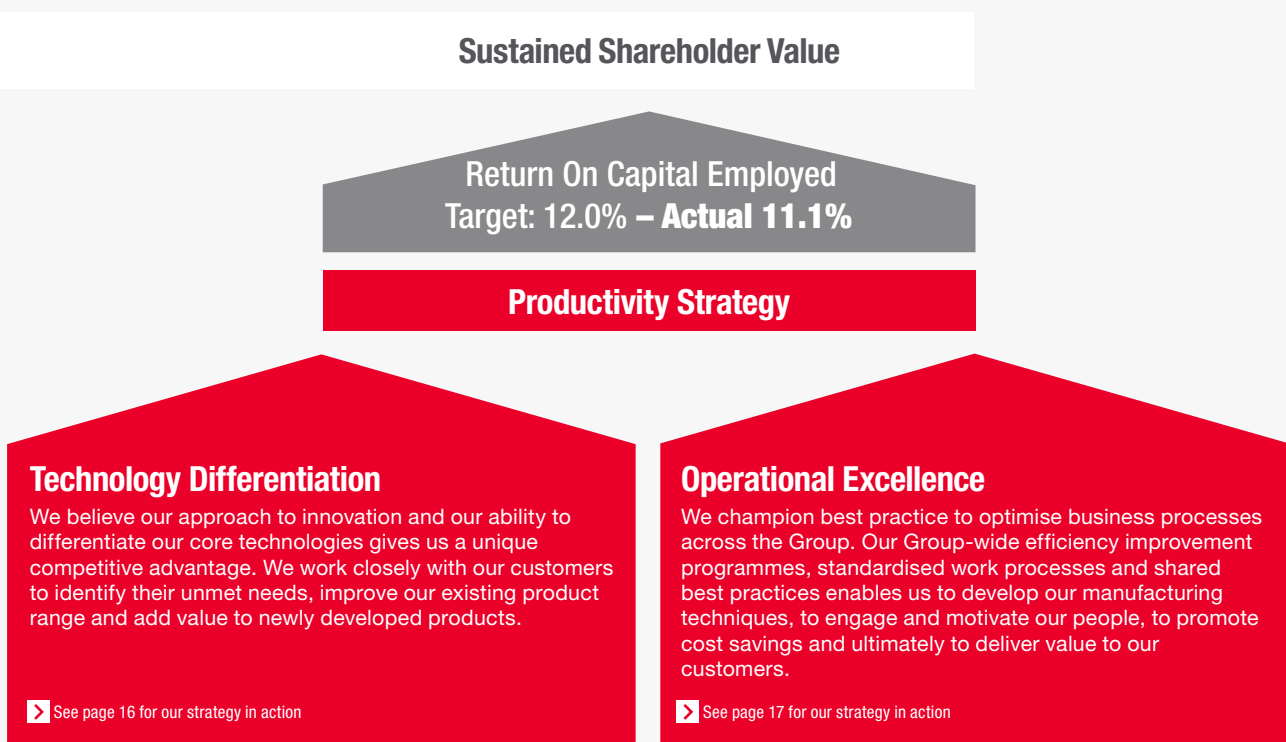 Sustained Shareholder Value
Return On Capital Employed
Target: 12.0% – Actual 11.1%
Productivity Strategy
Technology Differentiation
We believe our approach to innovation and our ability to
differentiate our core technologies gives us a unique
competitive advantage. We work closely with our customers
to identify their unmet needs, improve our existing product
range and add value to newly developed products.
See page 16 for our strategy in action
Operational Excellence
We champion best practice to optimise business processes
across the Group. Our Group-wide efficiency improvement
programmes, standardised work processes and shared
best practices enables us to develop our manufacturing
techniques, to engage and motivate our people, to promote
cost savings and ultimately to deliver value to our
customers.
See page 17 for our strategy in action